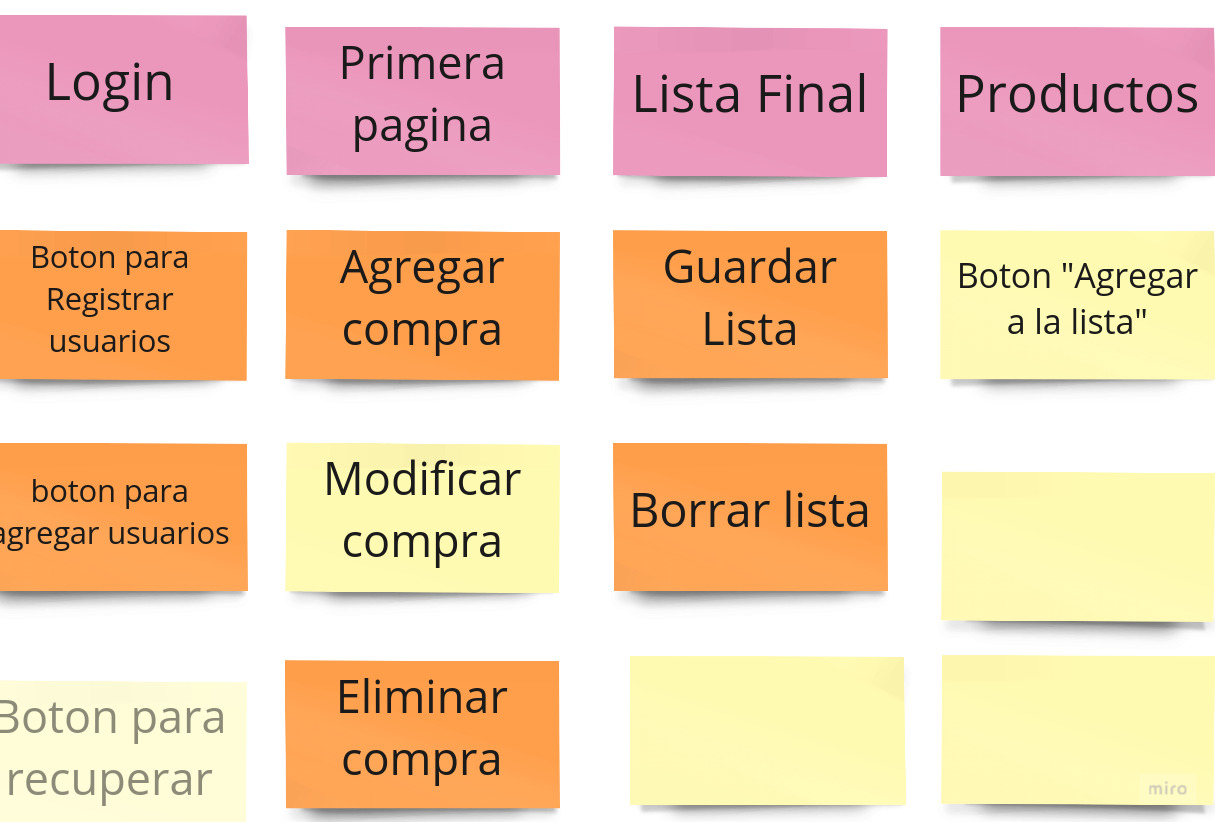 Login
Primera
pagina
Lista Final
Productos
Boton para
Registrar
usuarios
Agregar
compra
Guardar
Lista
Boton "Agregar
a la lista"
boton para
agregar usuarios
Modificar
compra
Borrar lista
Boton para
recuperar
Eliminar
compra
miro